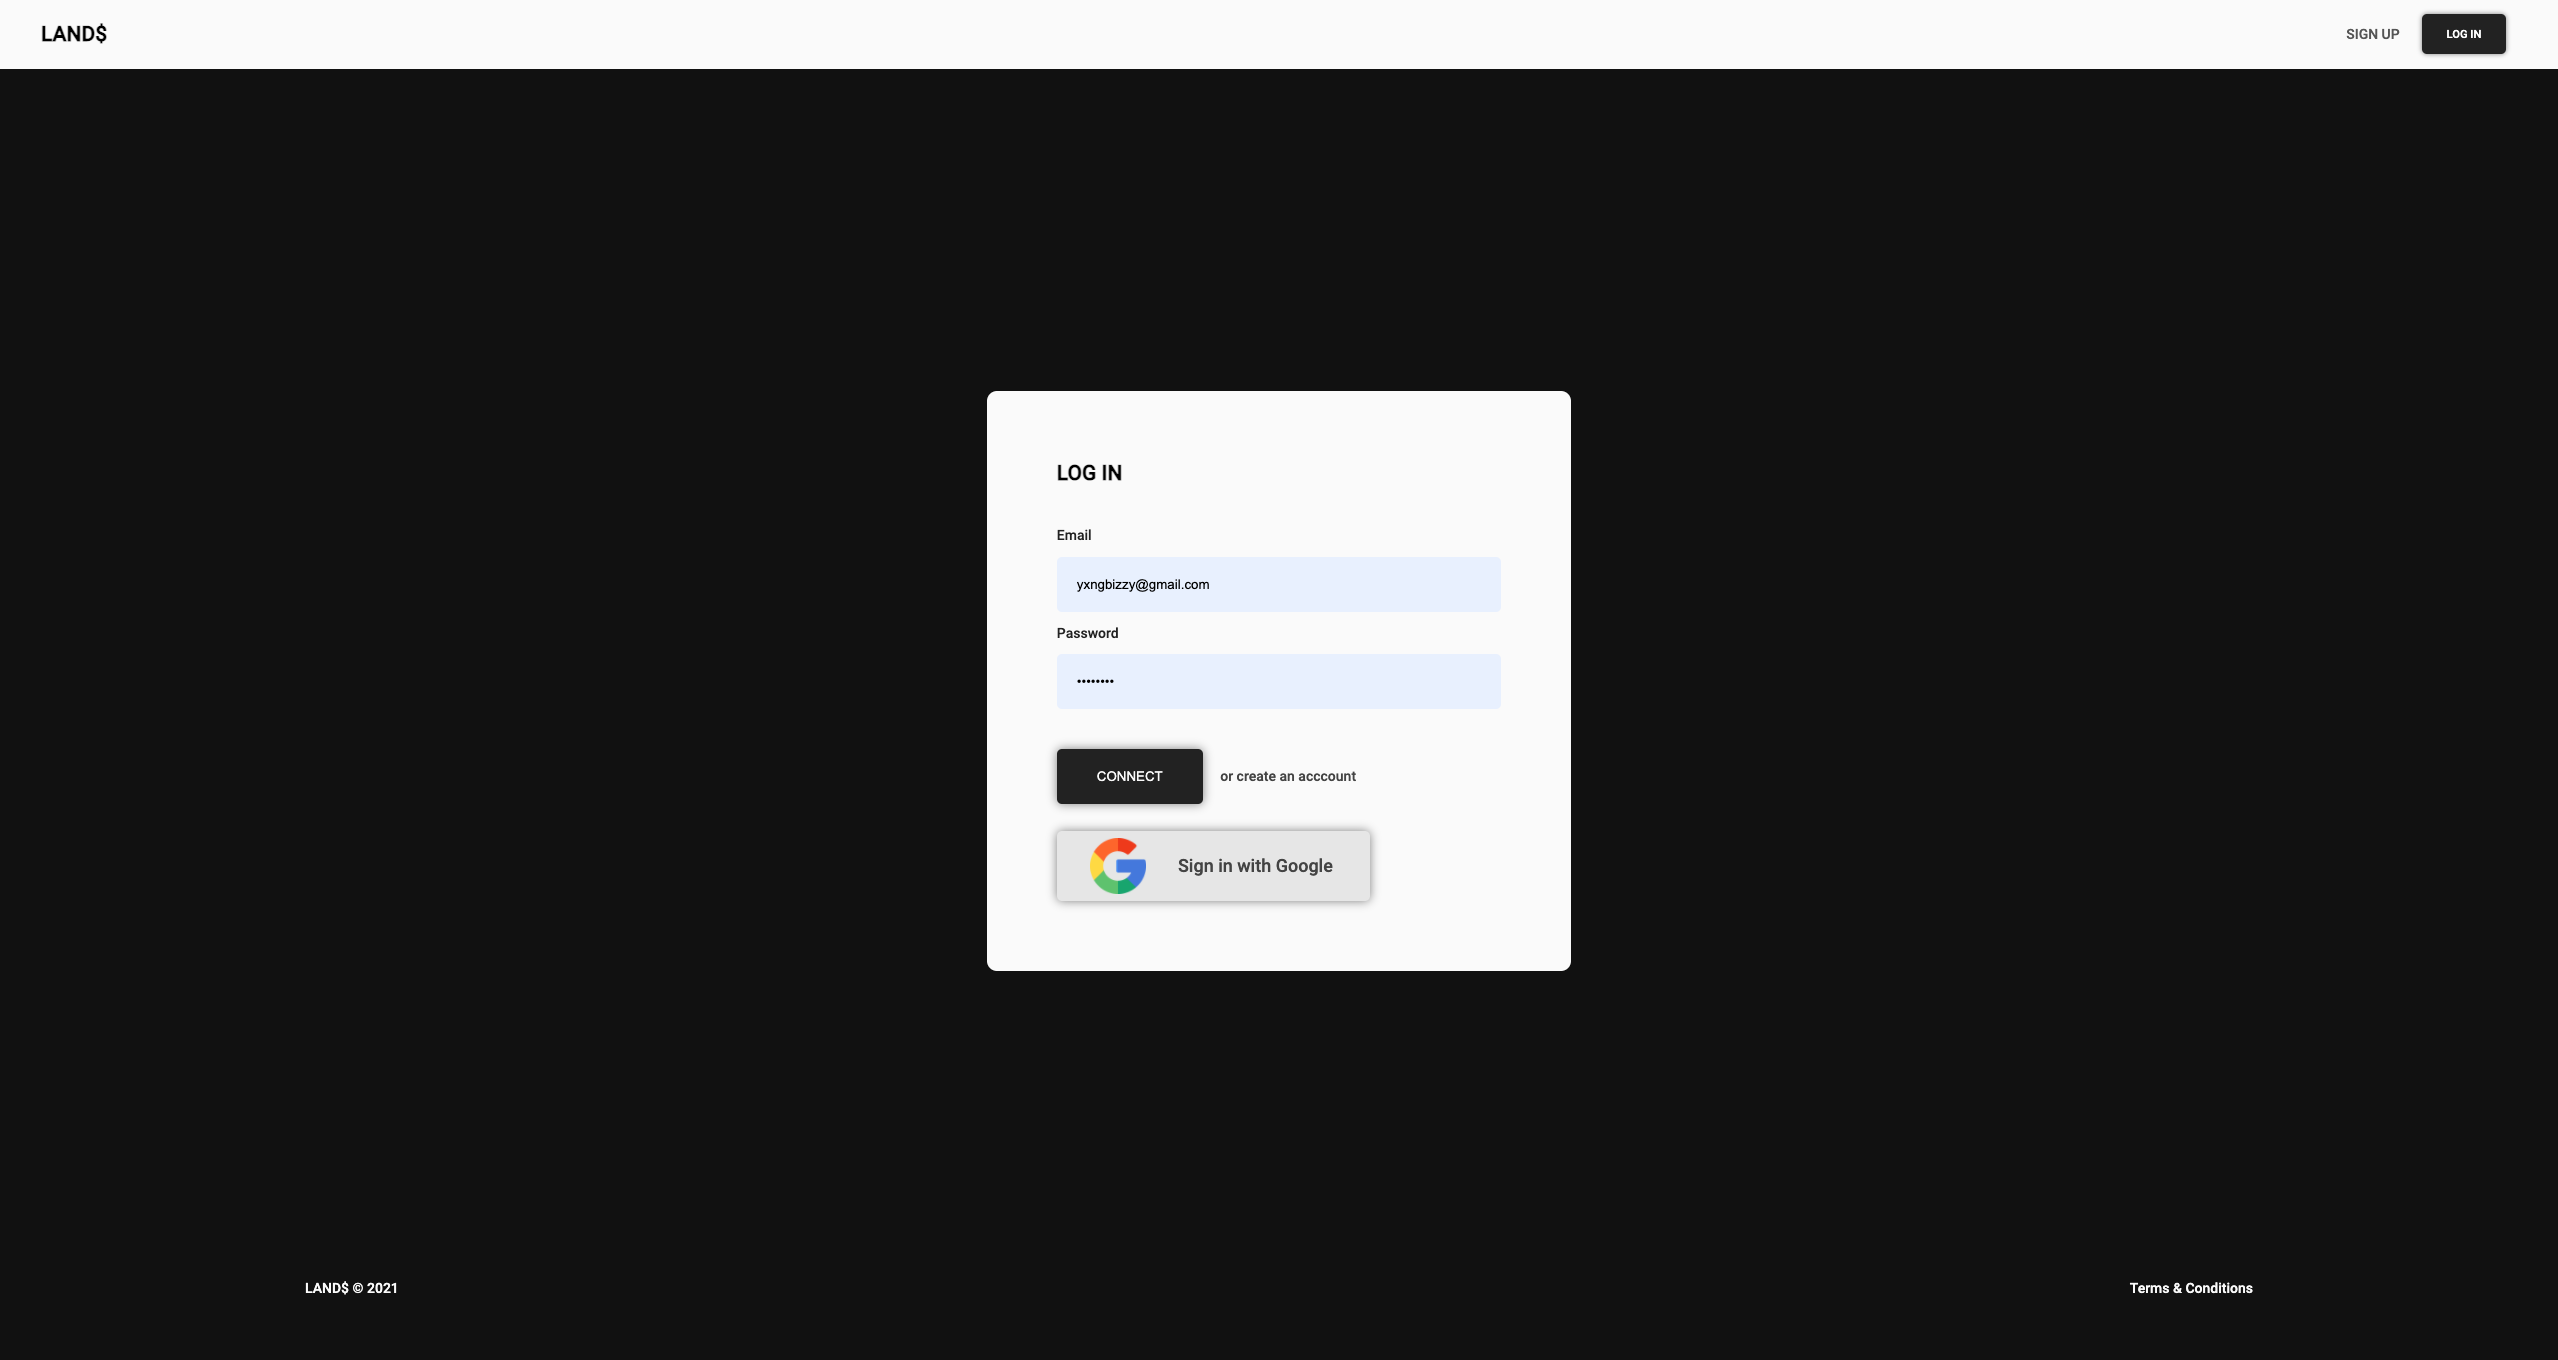 LAND$
SIGN UP
LOG IN
LOG IN
Email
yxngbizzy@gmail.com
Password
••••••••
CONNECT
or create an acccount
Sign in with Google
LAND$ © 2021
Terms & Conditions